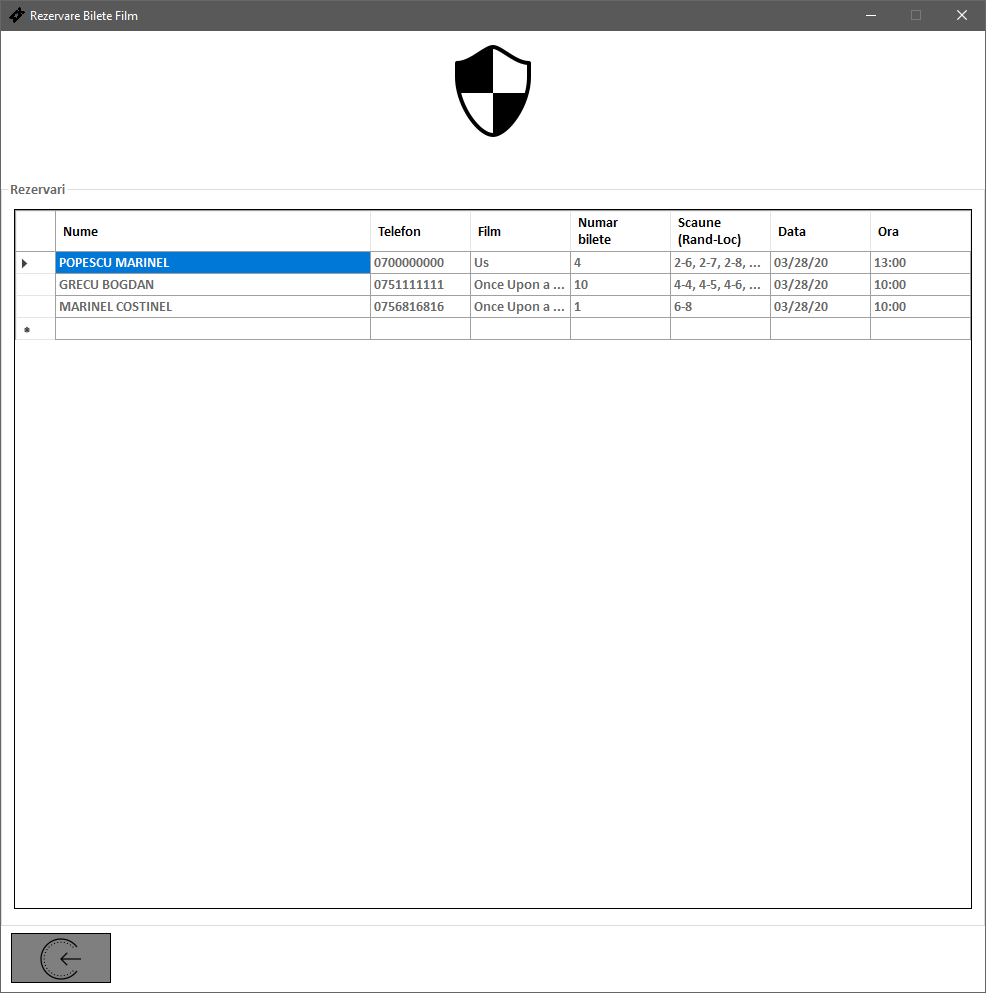 Rezervare Bilete Film
Rezervari
Nume Telefon Film Numar bilete Scaune (Rand-Loc) Data Ora
POPESCU MARINEL 0700000000 Us 4 2-6, 2-7, 2-8, ... 03/28/20 13:00
GRECU BOGDAN 0751111111 Once Upon a ... 10 4-4, 4-5, 4-6, ... 03/28/20 10:00
MARINEL COSTINEL 0756816816 Once Upon a ... 1 6-8 03/28/20 10:00